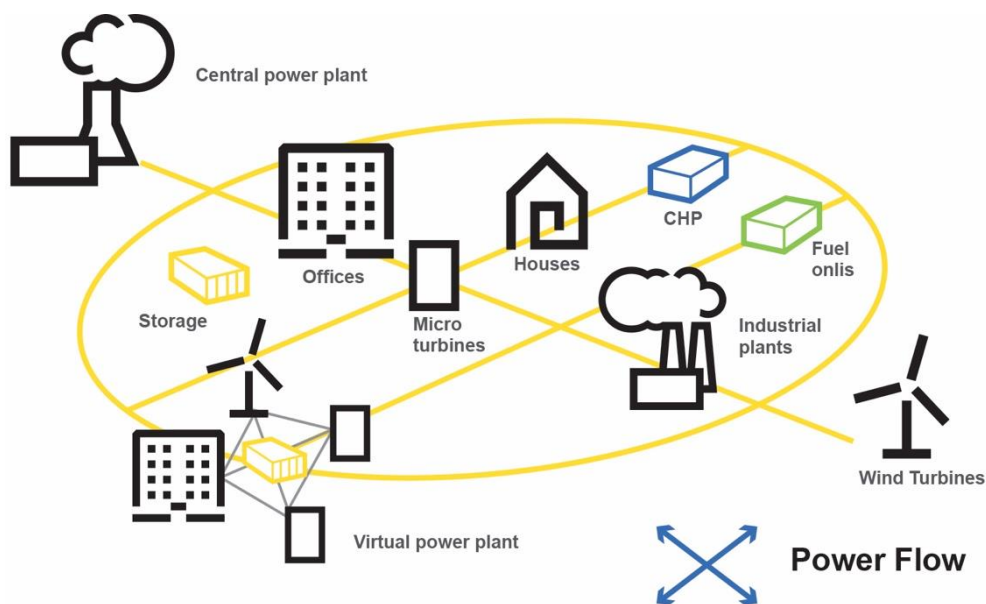 Central power plant
CHP
Fuel
onlis
Houses
Offices
Storage
Micro
turbines
Industrial
plants
Wind Turbines
Virtual power plant
Power Flow